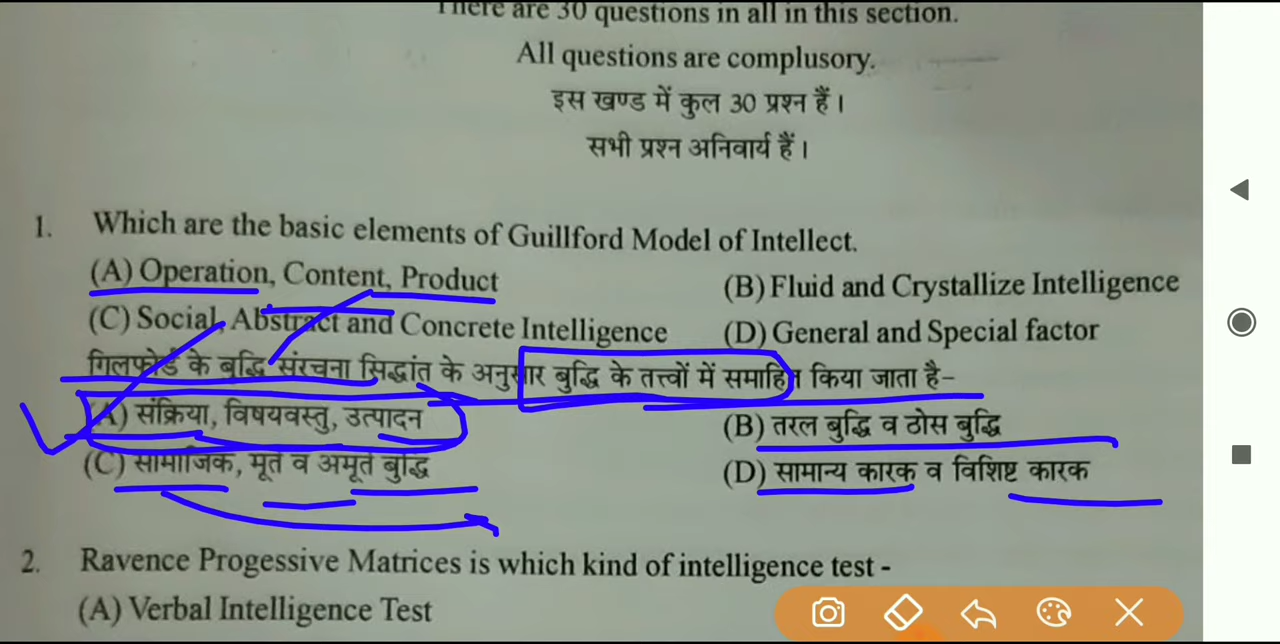 There are 30 questions in all in this section.
All questions are complusory.
इस खण्ड में कुल 30 प्रश्न हैं।
सभी प्रश्न अनिवार्य हैं।
1. Which are the basic elements of Guillford Model of Intellect.
(A) Operation, Content, Product (B) Fluid and Crystallize Intelligence
(C) Social, Abstract and Concrete Intelligence (D) General and Special factor
गिलफोर्ड के बुद्धि संरचना सिद्धांत के अनुसार बुद्धि के तत्त्वों में समाहित किया जाता है–
(A) संक्रिया, विषयवस्तु, उत्पादन (B) तरल बुद्धि व ठोस बुद्धि
(C) सामाजिक, मूर्त व अमूर्त बुद्धि (D) सामान्य कारक व विशिष्ट कारक
2. Ravence Progessive Matrices is which kind of intelligence test -
(A) Verbal Intelligence Test